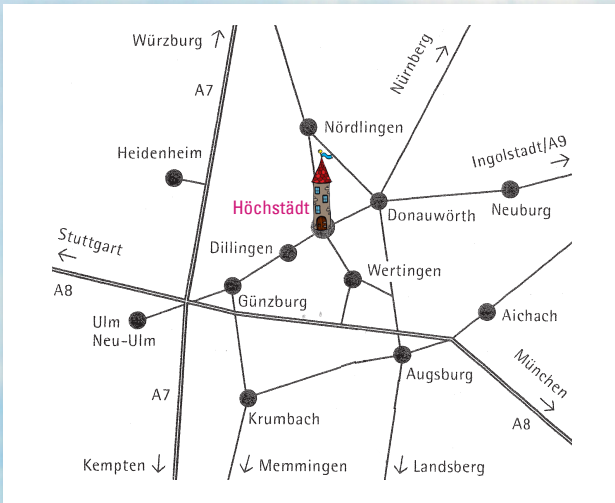 Würzburg
A7
Nürnberg
Nördlingen
Heidenheim
Ingolstadt/A9
Höchstädt
Donauwörth
Neuburg
Stuttgart
Dillingen
Wertingen
A8
Günzburg
Ulm
Neu-Ulm
Aichach
Augsburg
München
A7
Krumbach
A8
Kempten
Memmingen
Landsberg